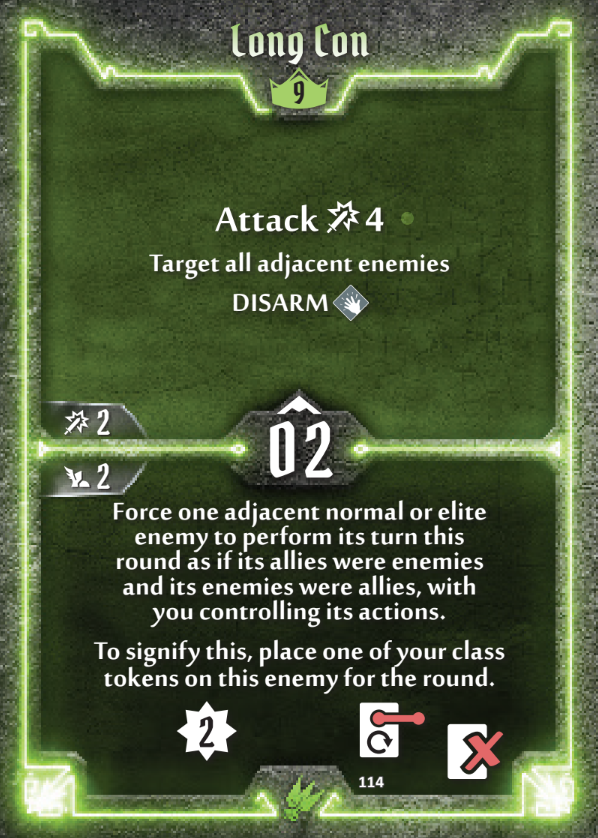 Long Con
9
Attack 4
Target all adjacent enemies
DISARM
2
02
2
Force one adjacent normal or elite
enemy to perform its turn this
round as if its allies were enemies
and its enemies were allies, with
you controlling its actions.
To signify this, place one of your class
tokens on this enemy for the round.
2
114